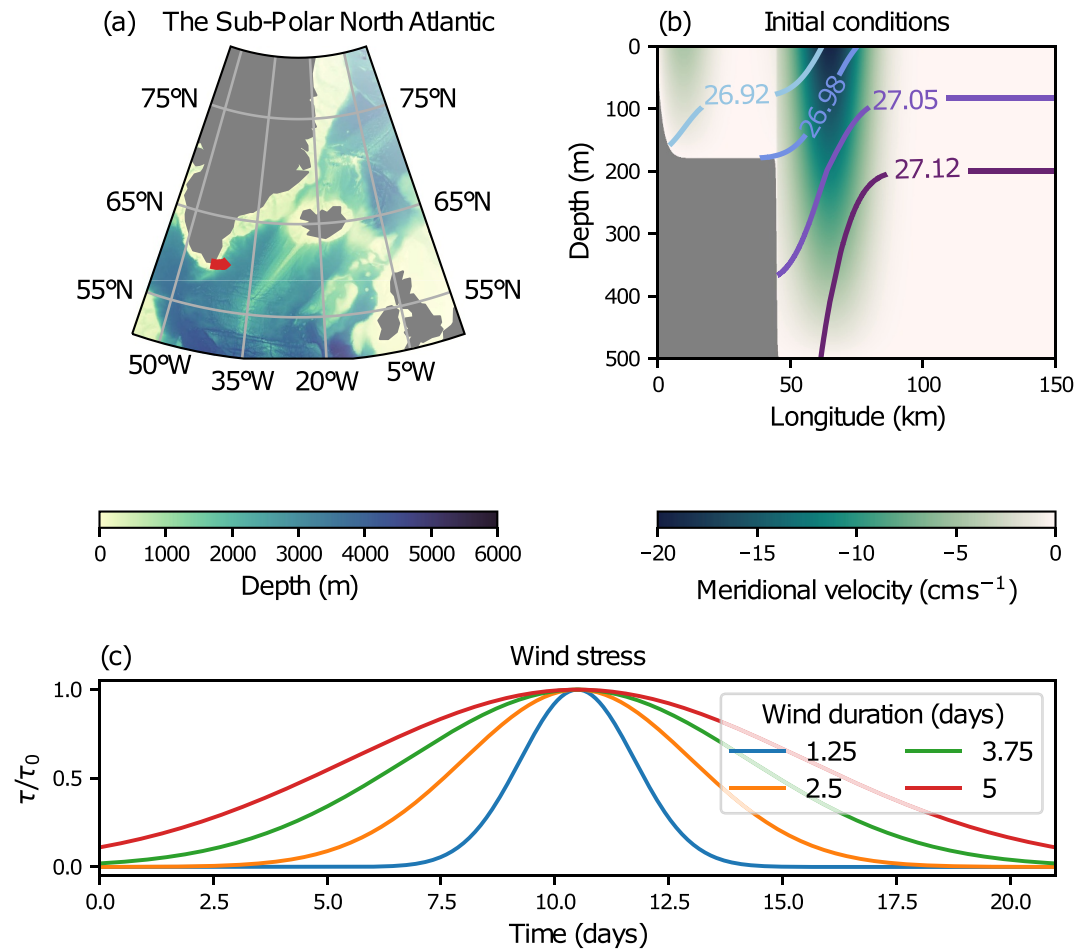 (a) The Sub-Polar North Atlantic
75°N 75°N
65°N 65°N
55°N 55°N
50°W 35°W 20°W 5°W
0 1000 2000 3000 4000 5000 6000
Depth (m)
(b) Initial conditions
0
100
200
300
400
500
Depth (m)
26.92
26.98
27.05
27.12
0 50 100 150
Longitude (km)
−20 −15 −10 −5 0
Meridional velocity (cms⁻¹)
(c) Wind stress
1.0
0.5
0.0
τ/τ₀
Wind duration (days)
1.25 3.75
2.5 5
0.0 2.5 5.0 7.5 10.0 12.5 15.0 17.5 20.0
Time (days)